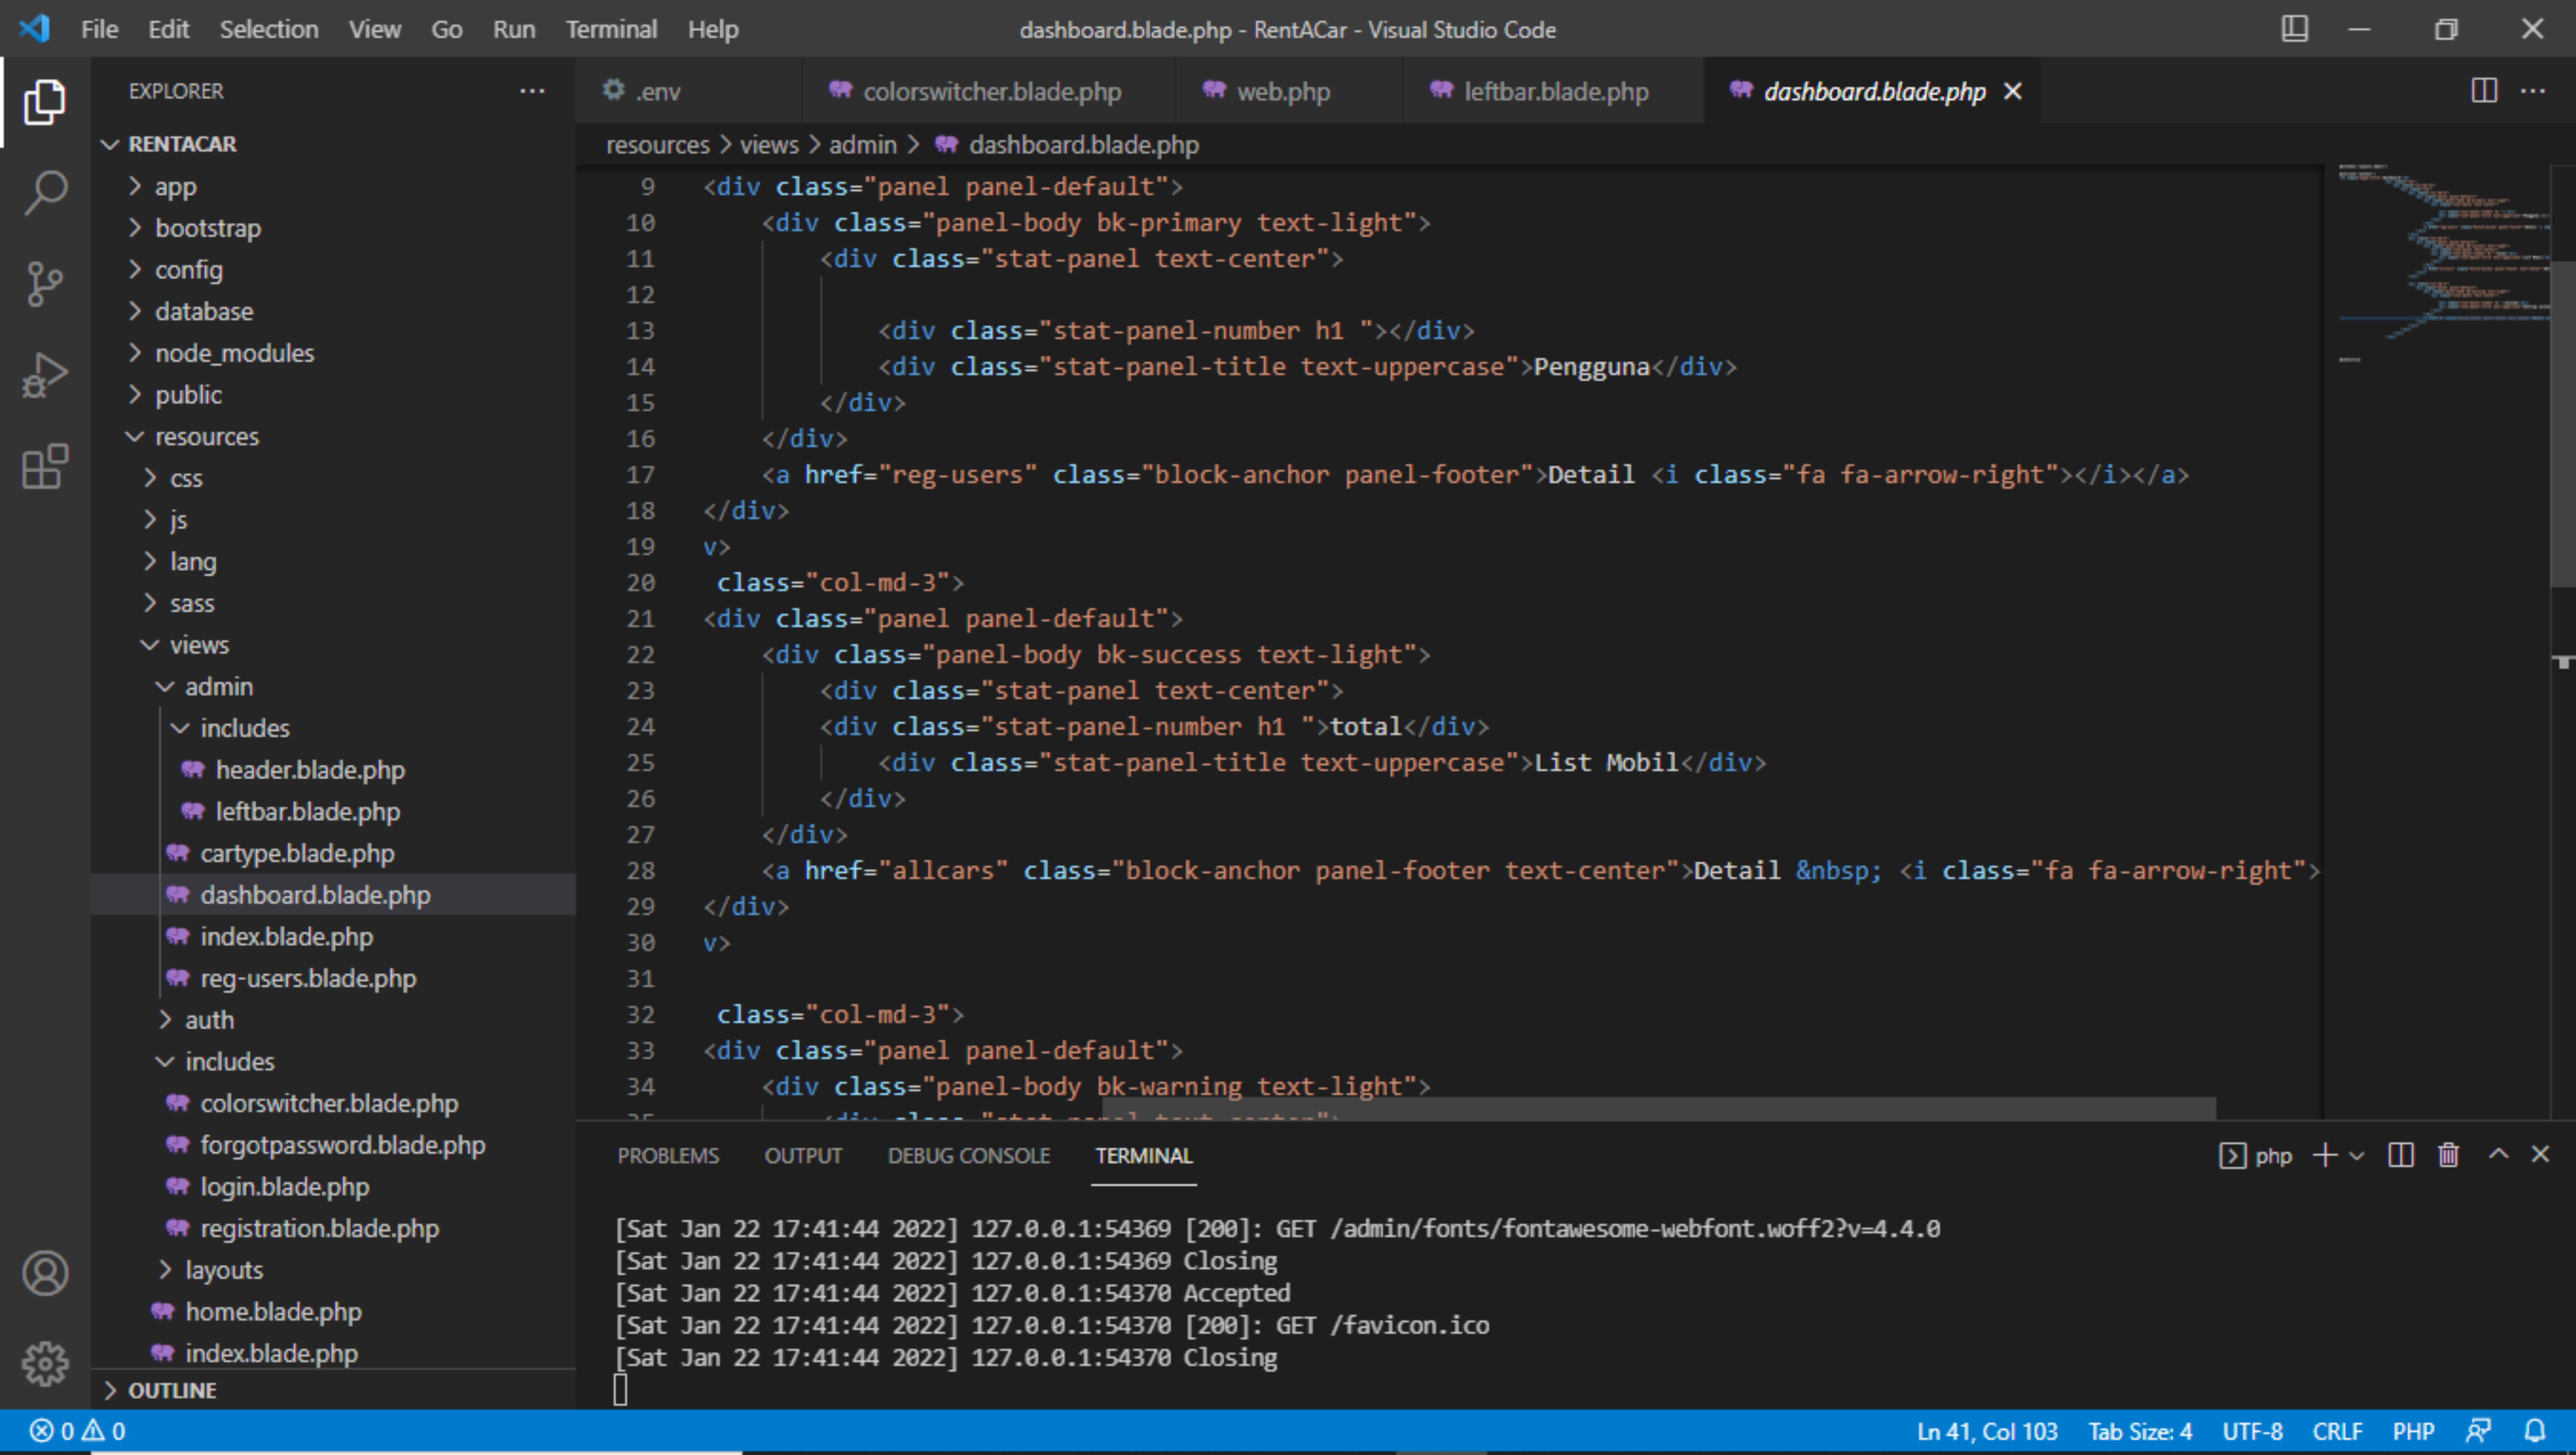 File Edit Selection View Go Run Terminal Help
dashboard.blade.php - RentACar - Visual Studio Code
EXPLORER
RENTACAR
app
bootstrap
config
database
node_modules
public
resources
css
js
lang
sass
views
admin
includes
header.blade.php
leftbar.blade.php
cartype.blade.php
dashboard.blade.php
index.blade.php
reg-users.blade.php
auth
includes
colorswitcher.blade.php
forgotpassword.blade.php
login.blade.php
registration.blade.php
layouts
home.blade.php
index.blade.php
OUTLINE
.env colorswitcher.blade.php web.php leftbar.blade.php dashboard.blade.php
resources > views > admin > dashboard.blade.php
9 <div class="panel panel-default">
10 <div class="panel-body bk-primary text-light">
11 <div class="stat-panel text-center">
12
13 <div class="stat-panel-number h1 "></div>
14 <div class="stat-panel-title text-uppercase">Pengguna</div>
15 </div>
16 </div>
17 <a href="reg-users" class="block-anchor panel-footer">Detail <i class="fa fa-arrow-right"></i></a>
18 </div>
19 v>
20 class="col-md-3">
21 <div class="panel panel-default">
22 <div class="panel-body bk-success text-light">
23 <div class="stat-panel text-center">
24 <div class="stat-panel-number h1 ">total</div>
25 <div class="stat-panel-title text-uppercase">List Mobil</div>
26 </div>
27 </div>
28 <a href="allcars" class="block-anchor panel-footer text-center">Detail &nbsp; <i class="fa fa-arrow-right">
29 </div>
30 v>
31
32 class="col-md-3">
33 <div class="panel panel-default">
34 <div class="panel-body bk-warning text-light">
35 <div class="stat-panel text-center">
PROBLEMS OUTPUT DEBUG CONSOLE TERMINAL
php
[Sat Jan 22 17:41:44 2022] 127.0.0.1:54369 [200]: GET /admin/fonts/fontawesome-webfont.woff2?v=4.4.0
[Sat Jan 22 17:41:44 2022] 127.0.0.1:54369 Closing
[Sat Jan 22 17:41:44 2022] 127.0.0.1:54370 Accepted
[Sat Jan 22 17:41:44 2022] 127.0.0.1:54370 [200]: GET /favicon.ico
[Sat Jan 22 17:41:44 2022] 127.0.0.1:54370 Closing
0 0
Ln 41, Col 103 Tab Size: 4 UTF-8 CRLF PHP